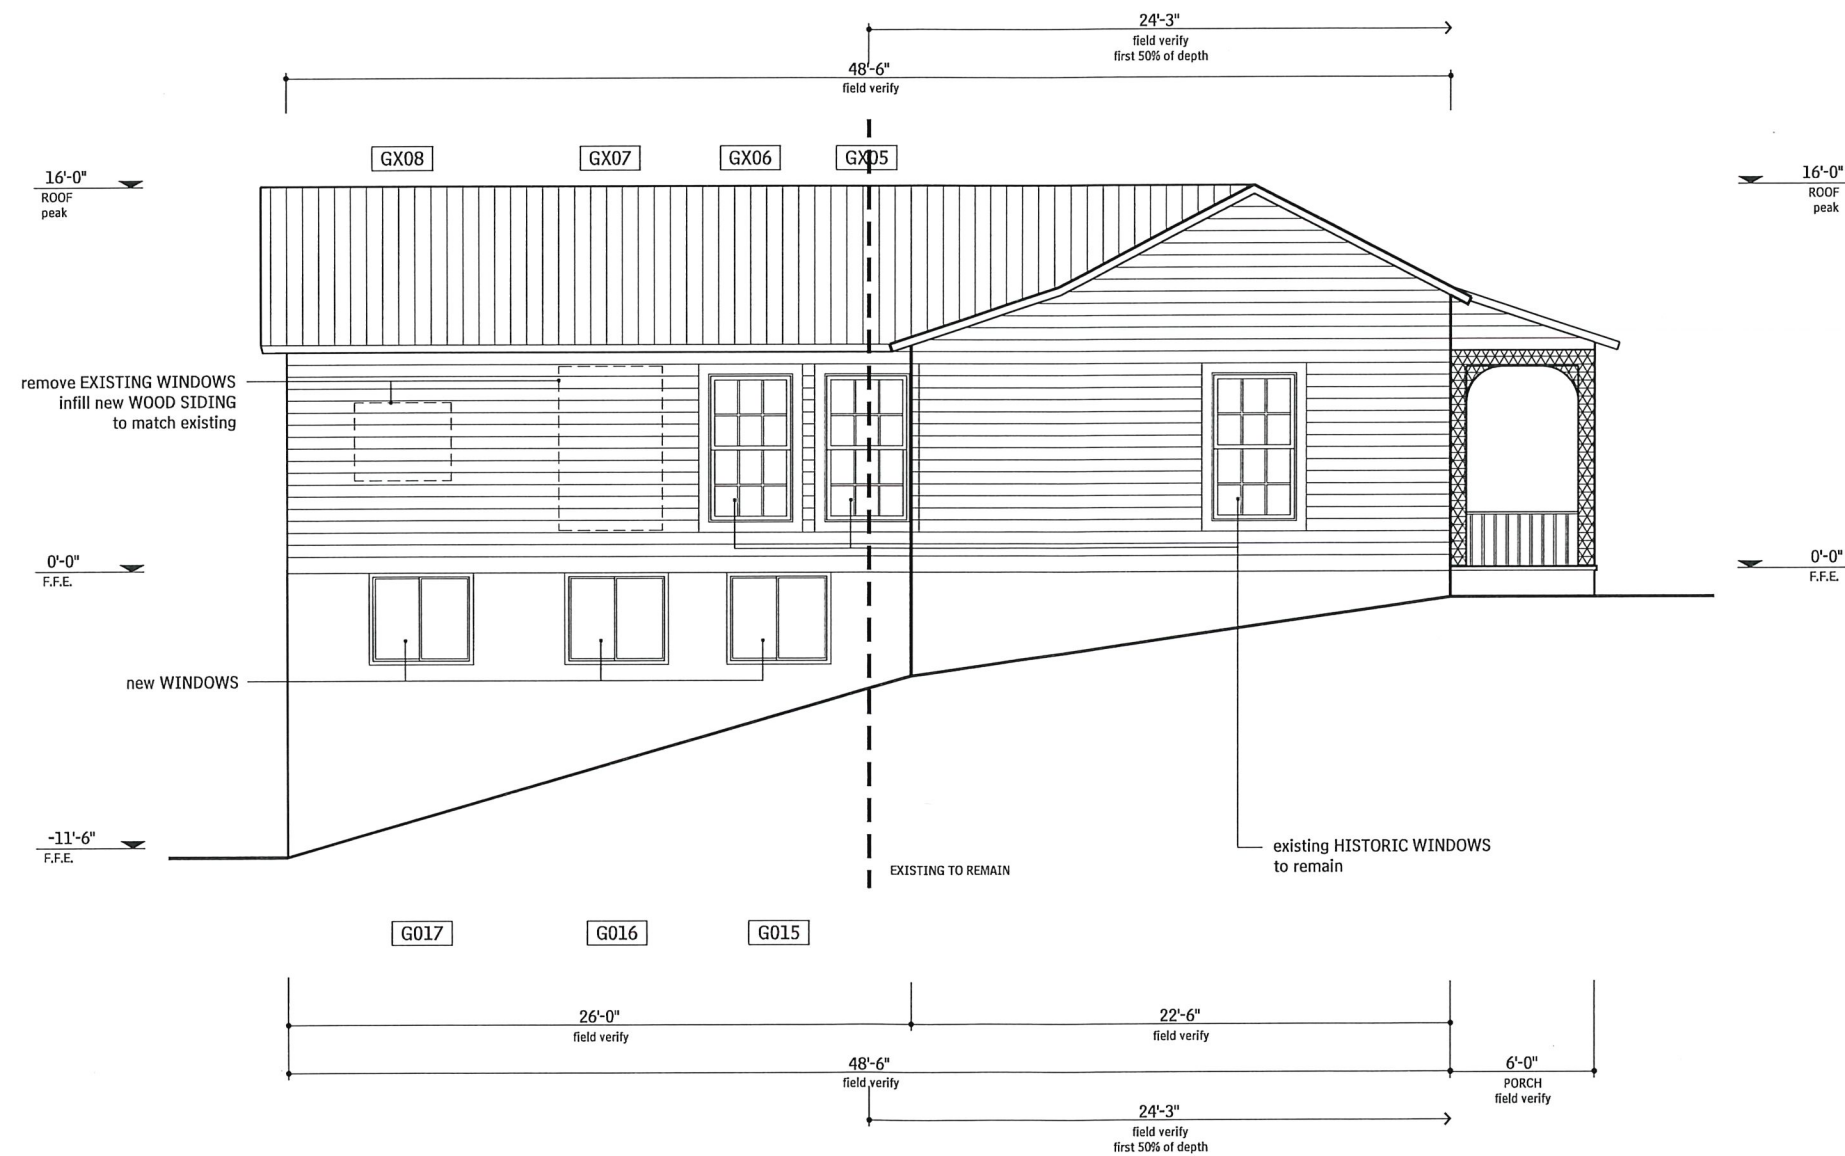 24'-3"
field verify
first 50% of depth
48'-6"
field verify
GX08
GX07
GX06
GX05
16'-0"
ROOF
peak
16'-0"
ROOF
peak
remove EXISTING WINDOWS
infill new WOOD SIDING
to match existing
0'-0"
F.F.E.
0'-0"
F.F.E.
new WINDOWS
-11'-6"
F.F.E.
existing HISTORIC WINDOWS
to remain
EXISTING TO REMAIN
G017
G016
G015
26'-0"
field verify
22'-6"
field verify
48'-6"
field verify
6'-0"
PORCH
field verify
24'-3"
field verify
first 50% of depth